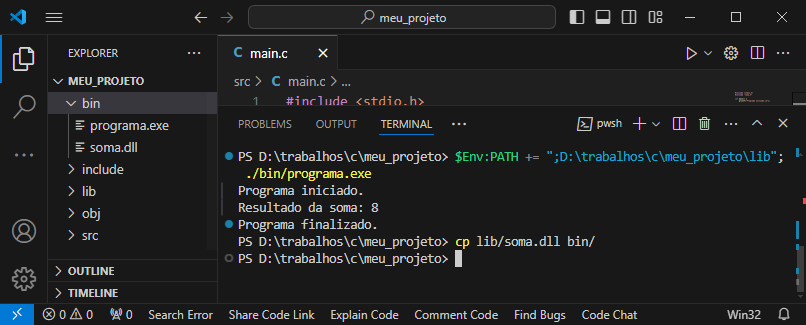 meu_projeto
EXPLORER
MEU_PROJETO
bin
programa.exe
soma.dll
include
lib
obj
src
OUTLINE
TIMELINE
main.c
src > main.c > ...
1 #include <stdio.h>
PROBLEMS OUTPUT TERMINAL ...
pwsh
PS D:\trabalhos\c\meu_projeto> $Env:PATH += ";D:\trabalhos\c\meu_projeto\lib";
./bin/programa.exe
Programa iniciado.
Resultado da soma: 8
Programa finalizado.
PS D:\trabalhos\c\meu_projeto> cp lib/soma.dll bin/
PS D:\trabalhos\c\meu_projeto>
0 0 0 Search Error Share Code Link Explain Code Comment Code Find Bugs Code Chat Win32